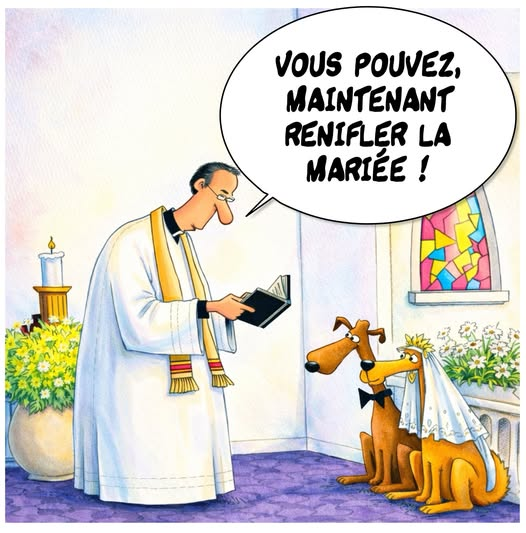 VOUS POUVEZ,
MAINTENANT
RENIFLER LA
MARIÉE !